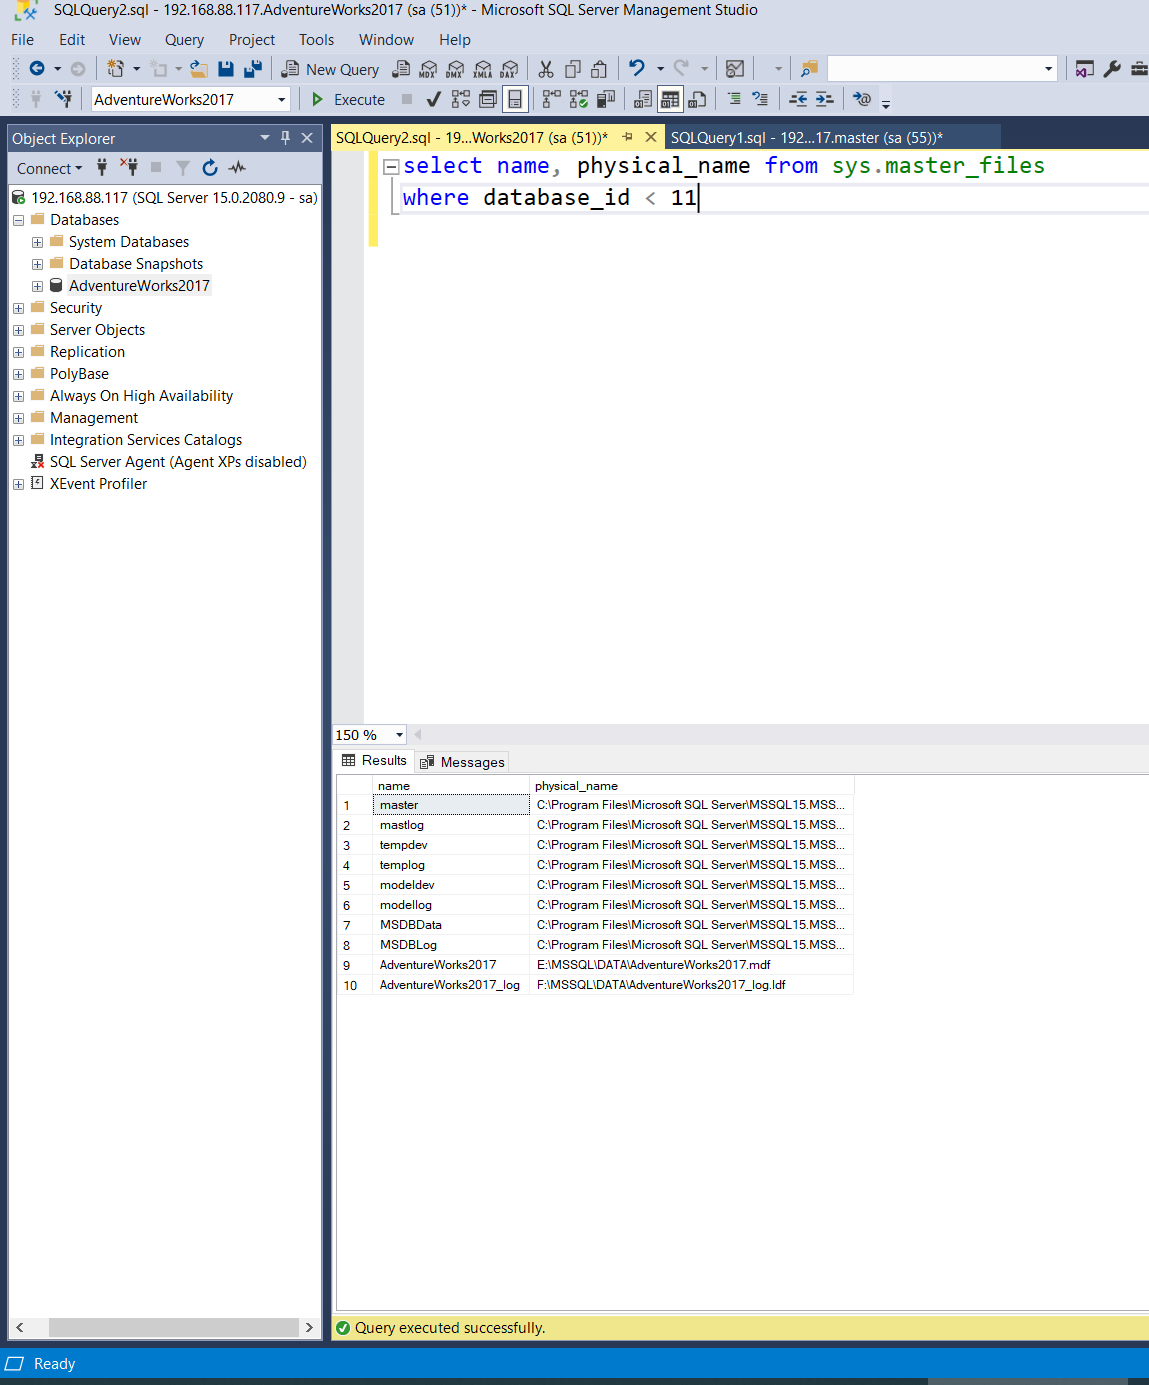 SQLQuery2.sql - 192.168.88.117.AdventureWorks2017 (sa (51))* - Microsoft SQL Server Management Studio
File Edit View Query Project Tools Window Help
New Query MDX DMX XMLA DAX
AdventureWorks2017 Execute
Object Explorer
Connect
192.168.88.117 (SQL Server 15.0.2080.9 - sa)
Databases
System Databases
Database Snapshots
AdventureWorks2017
Security
Server Objects
Replication
PolyBase
Always On High Availability
Management
Integration Services Catalogs
SQL Server Agent (Agent XPs disabled)
XEvent Profiler
SQLQuery2.sql - 19...Works2017 (sa (51))* SQLQuery1.sql - 192...17.master (sa (55))*
select name, physical_name from sys.master_files
where database_id < 11
150 %
Results Messages
name physical_name
1 master C:\Program Files\Microsoft SQL Server\MSSQL15.MSS...
2 mastlog C:\Program Files\Microsoft SQL Server\MSSQL15.MSS...
3 tempdev C:\Program Files\Microsoft SQL Server\MSSQL15.MSS...
4 templog C:\Program Files\Microsoft SQL Server\MSSQL15.MSS...
5 modeldev C:\Program Files\Microsoft SQL Server\MSSQL15.MSS...
6 modellog C:\Program Files\Microsoft SQL Server\MSSQL15.MSS...
7 MSDBData C:\Program Files\Microsoft SQL Server\MSSQL15.MSS...
8 MSDBLog C:\Program Files\Microsoft SQL Server\MSSQL15.MSS...
9 AdventureWorks2017 E:\MSSQL\DATA\AdventureWorks2017.mdf
10 AdventureWorks2017_log F:\MSSQL\DATA\AdventureWorks2017_log.ldf
Query executed successfully.
Ready